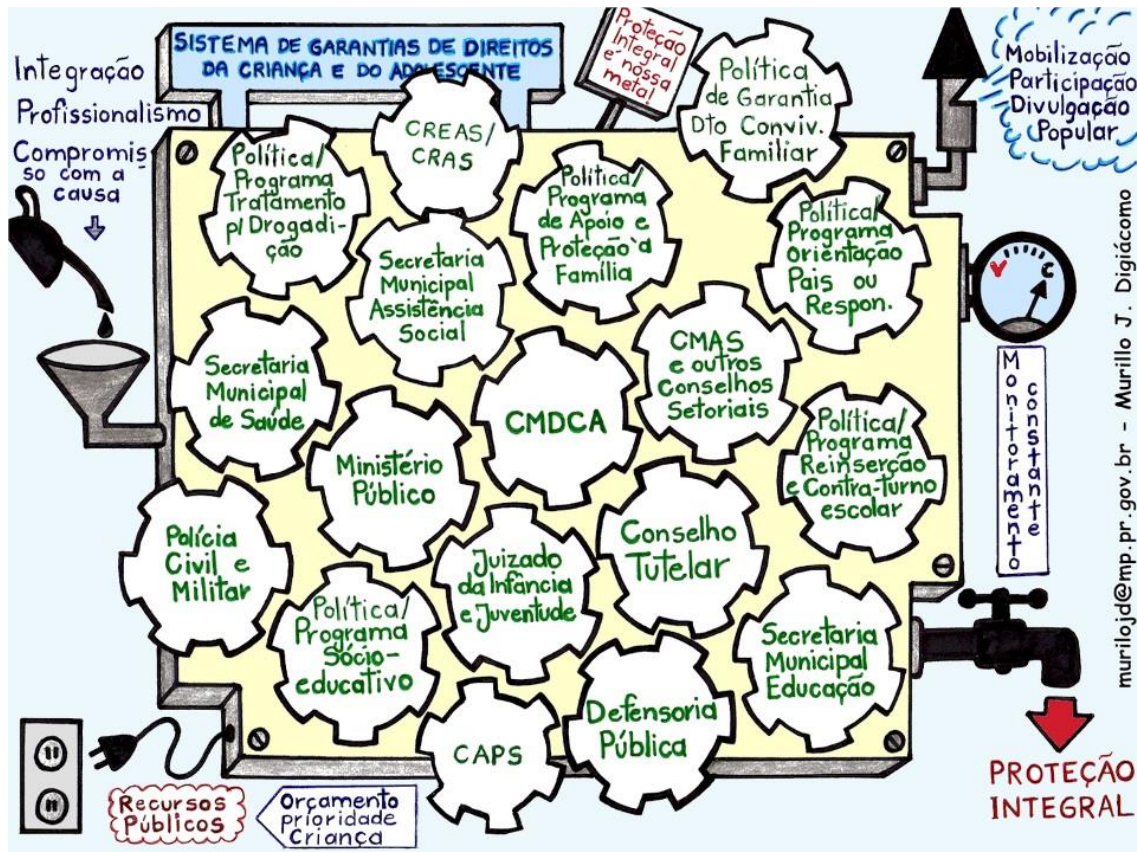 SISTEMA DE GARANTIAS DE DIREITOS
DA CRIANÇA E DO ADOLESCENTE
Proteção
Integral
é nossa
meta!
Mobilização
Participação
Divulgação
Popular
Integração
Profissionalismo
Compromis
so com a
causa
CREAS/
CRAS
Política
de Garantia
Dto Conviv.
Familiar
Política/
Programa
Tratamento
p/ Drogadi-
ção
Política/
Programa
de Apoio e
Proteção à
Família
Política/
Programa
Orientação
Pais ou
Respon.
Secretaria
Municipal
Assistência
Social
CMAS
e outros
Conselhos
Setoriais
V
C
Secretaria
Municipal
de Saúde
CMDCA
Monitoramento
constante
Ministério
Público
Política/
Programa
Reinserção
e Contra-turno
escolar
Polícia
Civil e
Militar
Juizado
da Infância
e Juventude
Conselho
Tutelar
Política/
Programa
Sócio-
educativo
Secretaria
Municipal
Educação
CAPS
Defensoria
Pública
Recursos
Públicos
Orçamento
prioridade
Criança
PROTEÇÃO
INTEGRAL
murilojd@mp.pr.gov.br - Murillo J. Digiácomo